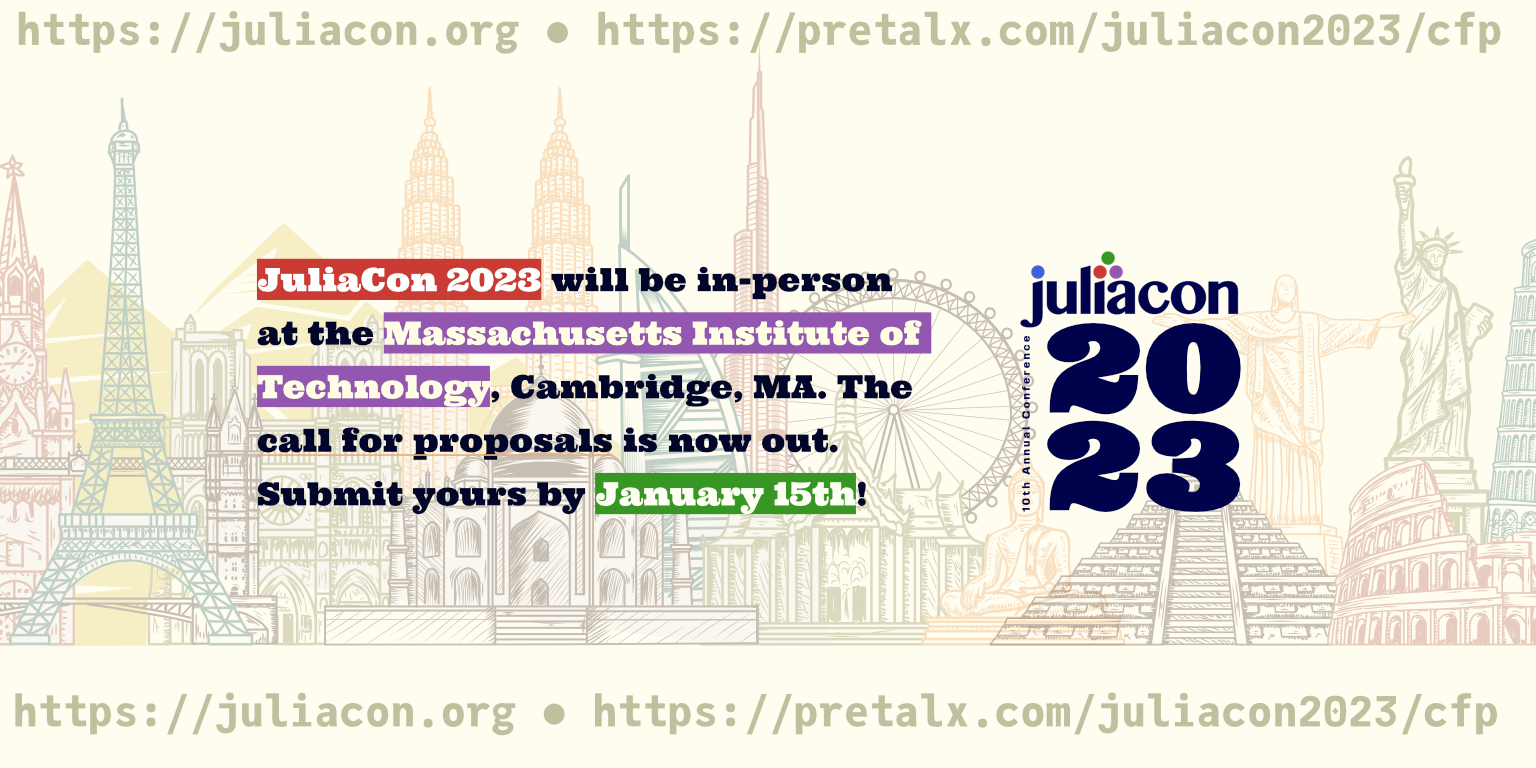 https://juliacon.org ● https://pretalx.com/juliacon2023/cfp
JuliaCon 2023 will be in-person
at the Massachusetts Institute of
Technology, Cambridge, MA. The
call for proposals is now out.
Submit yours by January 15th!
juliacon
20
23
10th Annual Conference
https://juliacon.org ● https://pretalx.com/juliacon2023/cfp